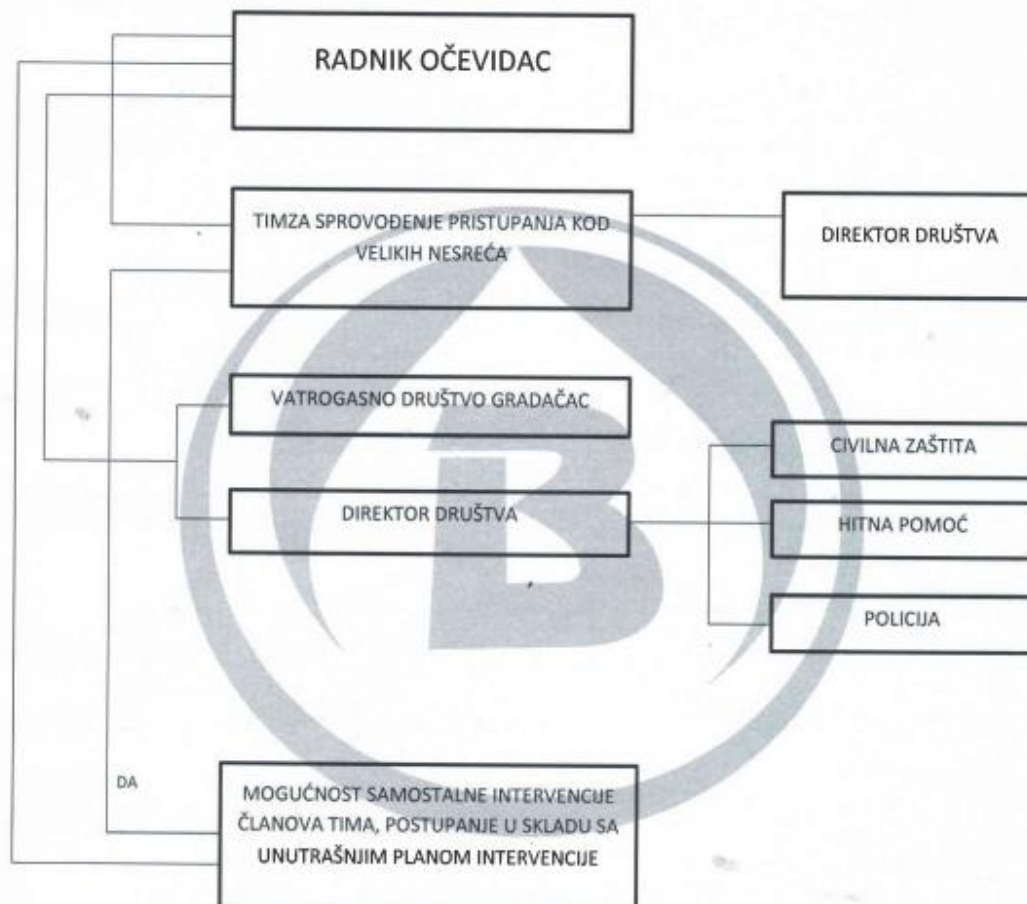 RADNIK OČEVIDAC
TIMZA SPROVOĐENJE PRISTUPANJA KOD
VELIKIH NESREĆA
DIREKTOR DRUŠTVA
VATROGASNO DRUŠTVO GRADAČAC
DIREKTOR DRUŠTVA
CIVILNA ZAŠTITA
HITNA POMOĆ
POLICIJA
DA
MOGUĆNOST SAMOSTALNE INTERVENCIJE
ČLANOVA TIMA, POSTUPANJE U SKLADU SA
UNUTRAŠNJIM PLANOM INTERVENCIJE